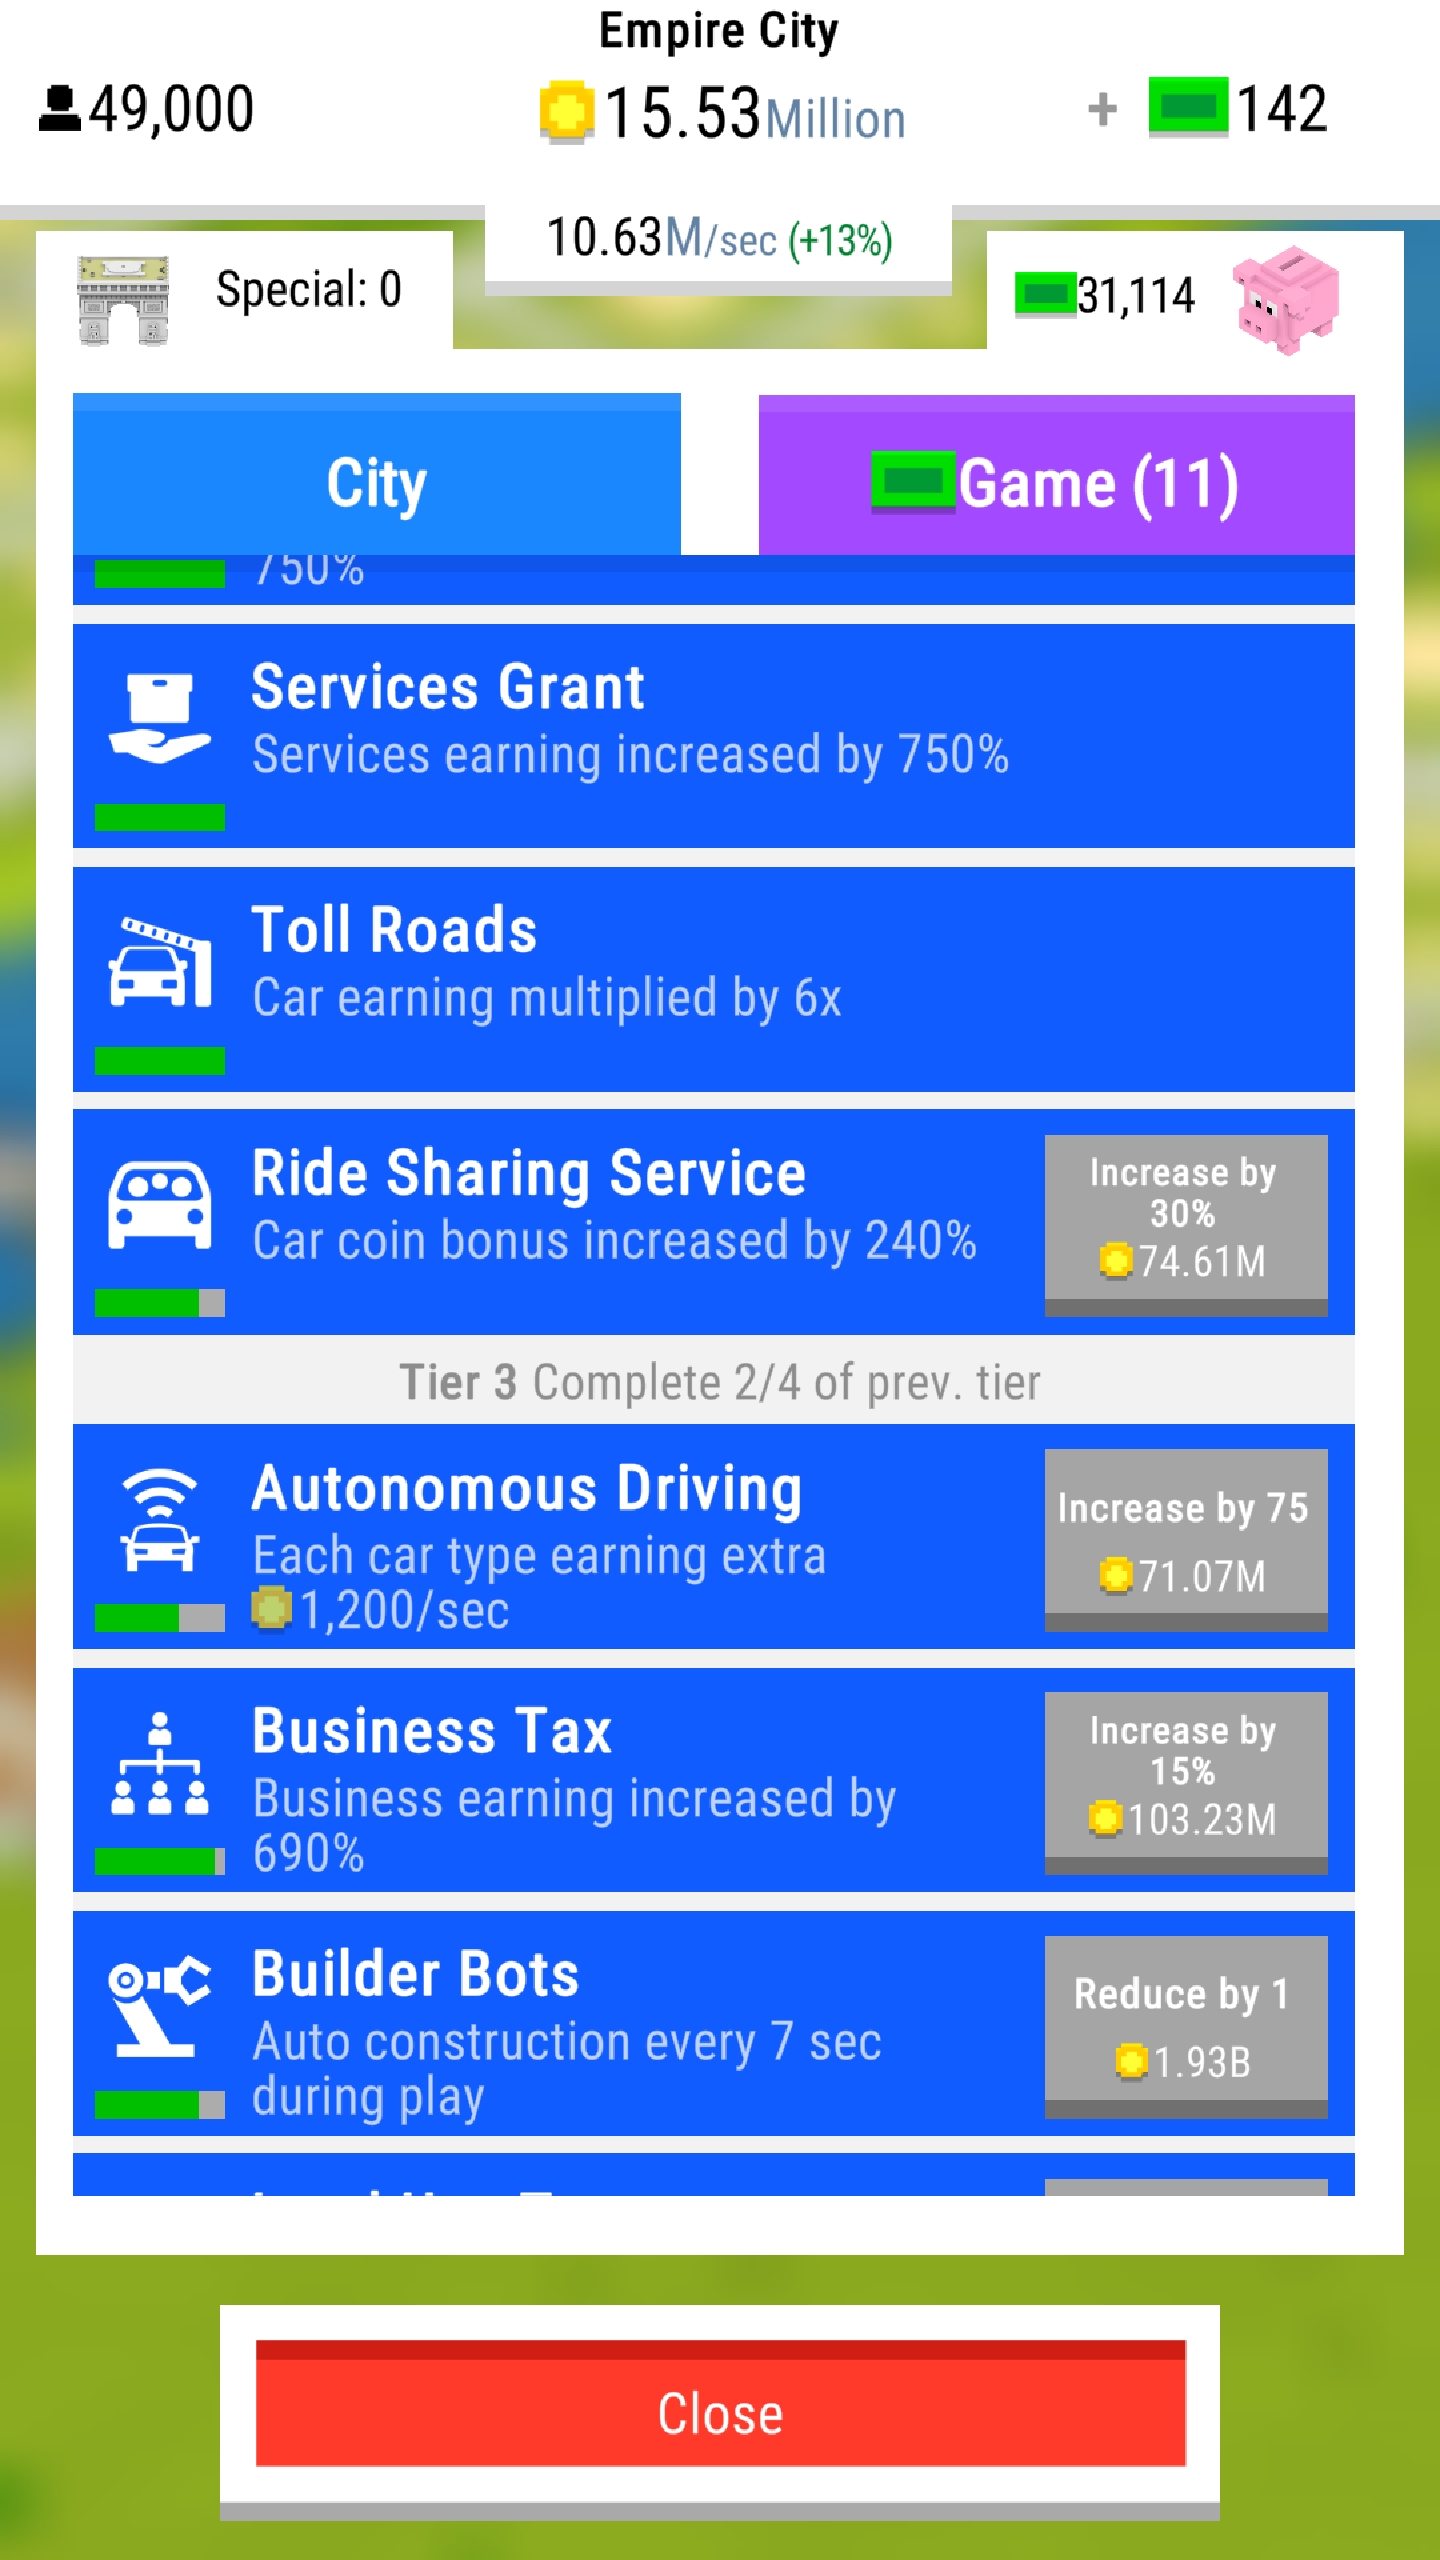 Empire City
49,000
15.53Million
+ 142
10.63M/sec (+13%)
Special: 0
31,114
City
Game (11)
750%
Services Grant
Services earning increased by 750%
Toll Roads
Car earning multiplied by 6x
Ride Sharing Service
Car coin bonus increased by 240%
Increase by
30%
74.61M
Tier 3 Complete 2/4 of prev. tier
Autonomous Driving
Each car type earning extra
1,200/sec
Increase by 75
71.07M
Business Tax
Business earning increased by
690%
Increase by
15%
103.23M
Builder Bots
Auto construction every 7 sec
during play
Reduce by 1
1.93B
Close